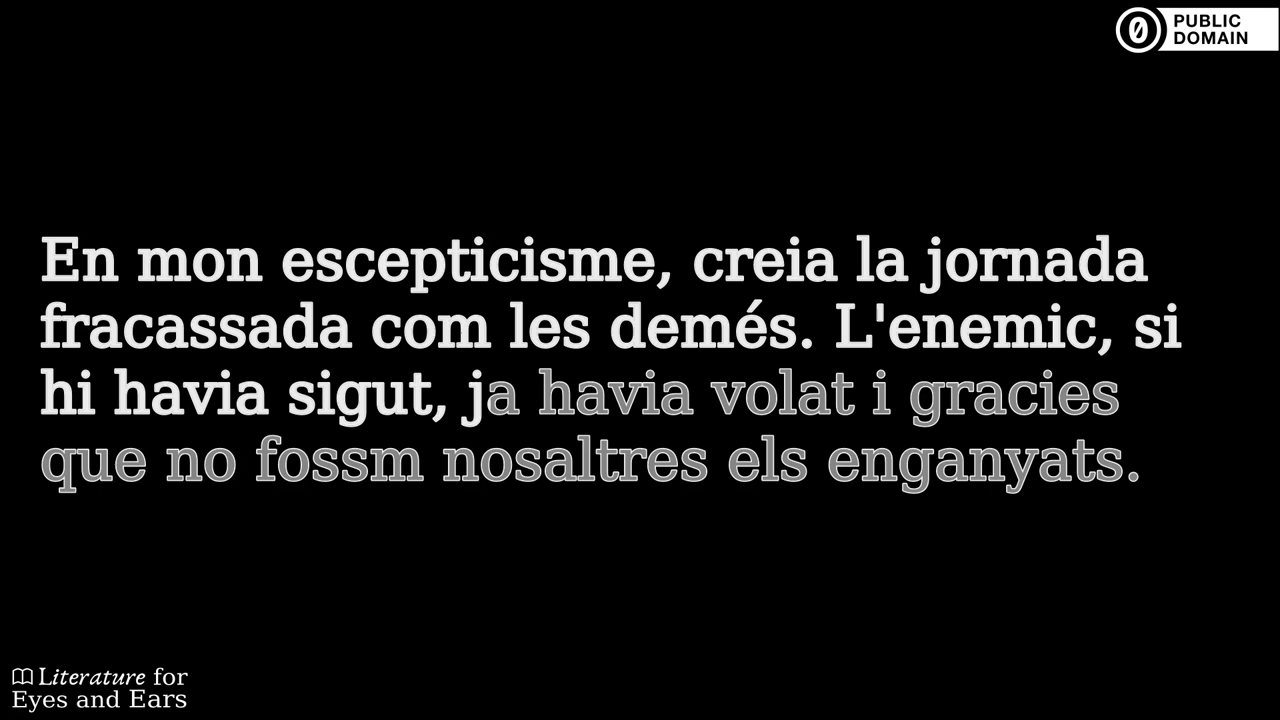 PUBLIC
DOMAIN
En mon escepticisme, creia la jornada
fracassada com les demés. L'enemic, si
hi havia sigut, ja havia volat i gracies
que no fossm nosaltres els enganyats.
Literature for
Eyes and Ears